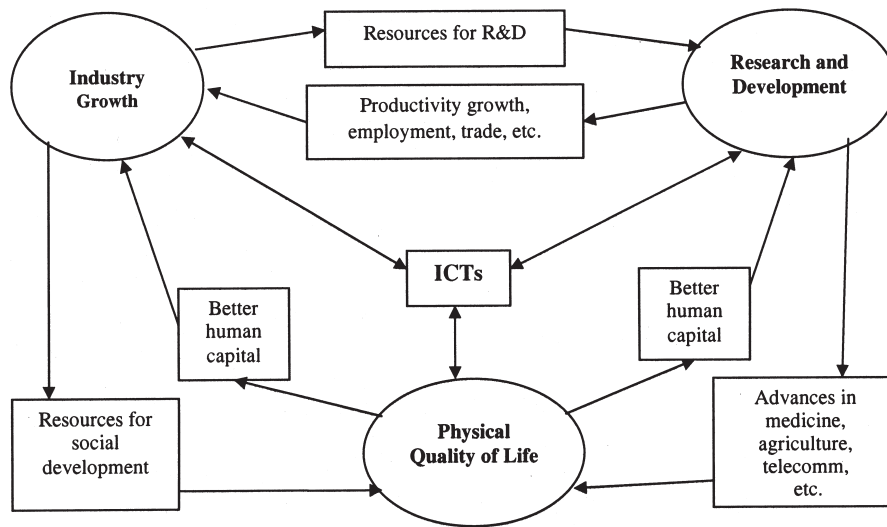 Resources for R&D
Industry
Growth
Research and
Development
Productivity growth,
employment, trade, etc.
ICTs
Better
human
capital
Better
human
capital
Resources for
social
development
Physical
Quality of Life
Advances in
medicine,
agriculture,
telecomm,
etc.